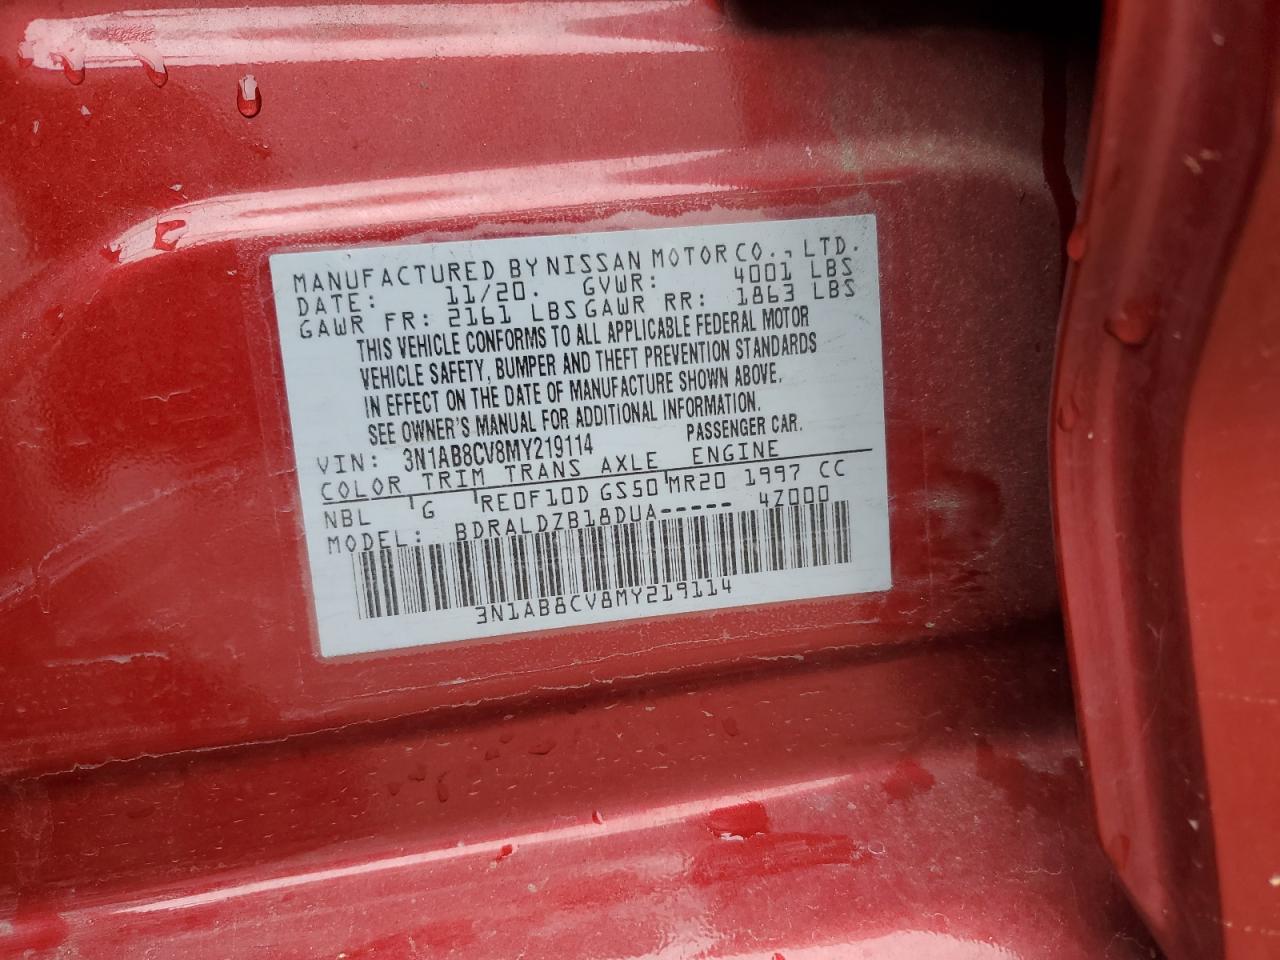 MANUFACTURED BY NISSAN MOTOR CO., LTD.
DATE: 11/20. GVWR: 4001 LBS
GAWR FR: 2161 LBS GAWR RR: 1863 LBS
THIS VEHICLE CONFORMS TO ALL APPLICABLE FEDERAL MOTOR
VEHICLE SAFETY, BUMPER AND THEFT PREVENTION STANDARDS
IN EFFECT ON THE DATE OF MANUFACTURE SHOWN ABOVE.
SEE OWNER'S MANUAL FOR ADDITIONAL INFORMATION.
VIN: 3N1AB8CV8MY219114 PASSENGER CAR.
COLOR TRIM TRANS AXLE ENGINE
NBL G RE0F10D GS50 MR20 1997 CC
MODEL: BDRALDZB18DUA----- 4Z000
3N1AB8CV8MY219114